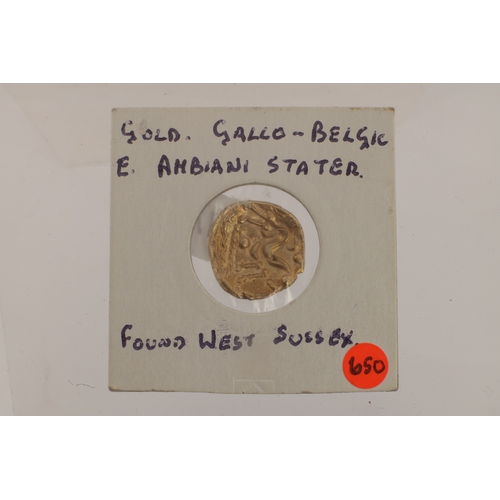 GOLD. GALLO-BELGIC
E. AMBIANI STATER.
FOUND WEST SUSSEX.
650